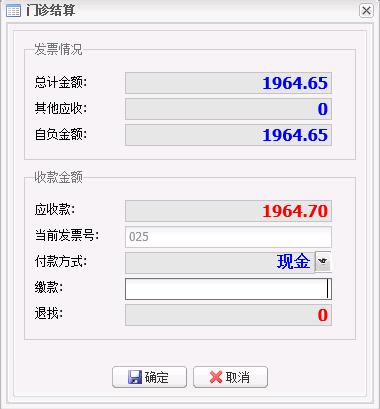 门诊结算
发票情况
总计金额: 1964.65
其他应收: 0
自负金额: 1964.65
收款金额
应收款: 1964.70
当前发票号: 025
付款方式: 现金
缴款:
退找: 0
确定 取消